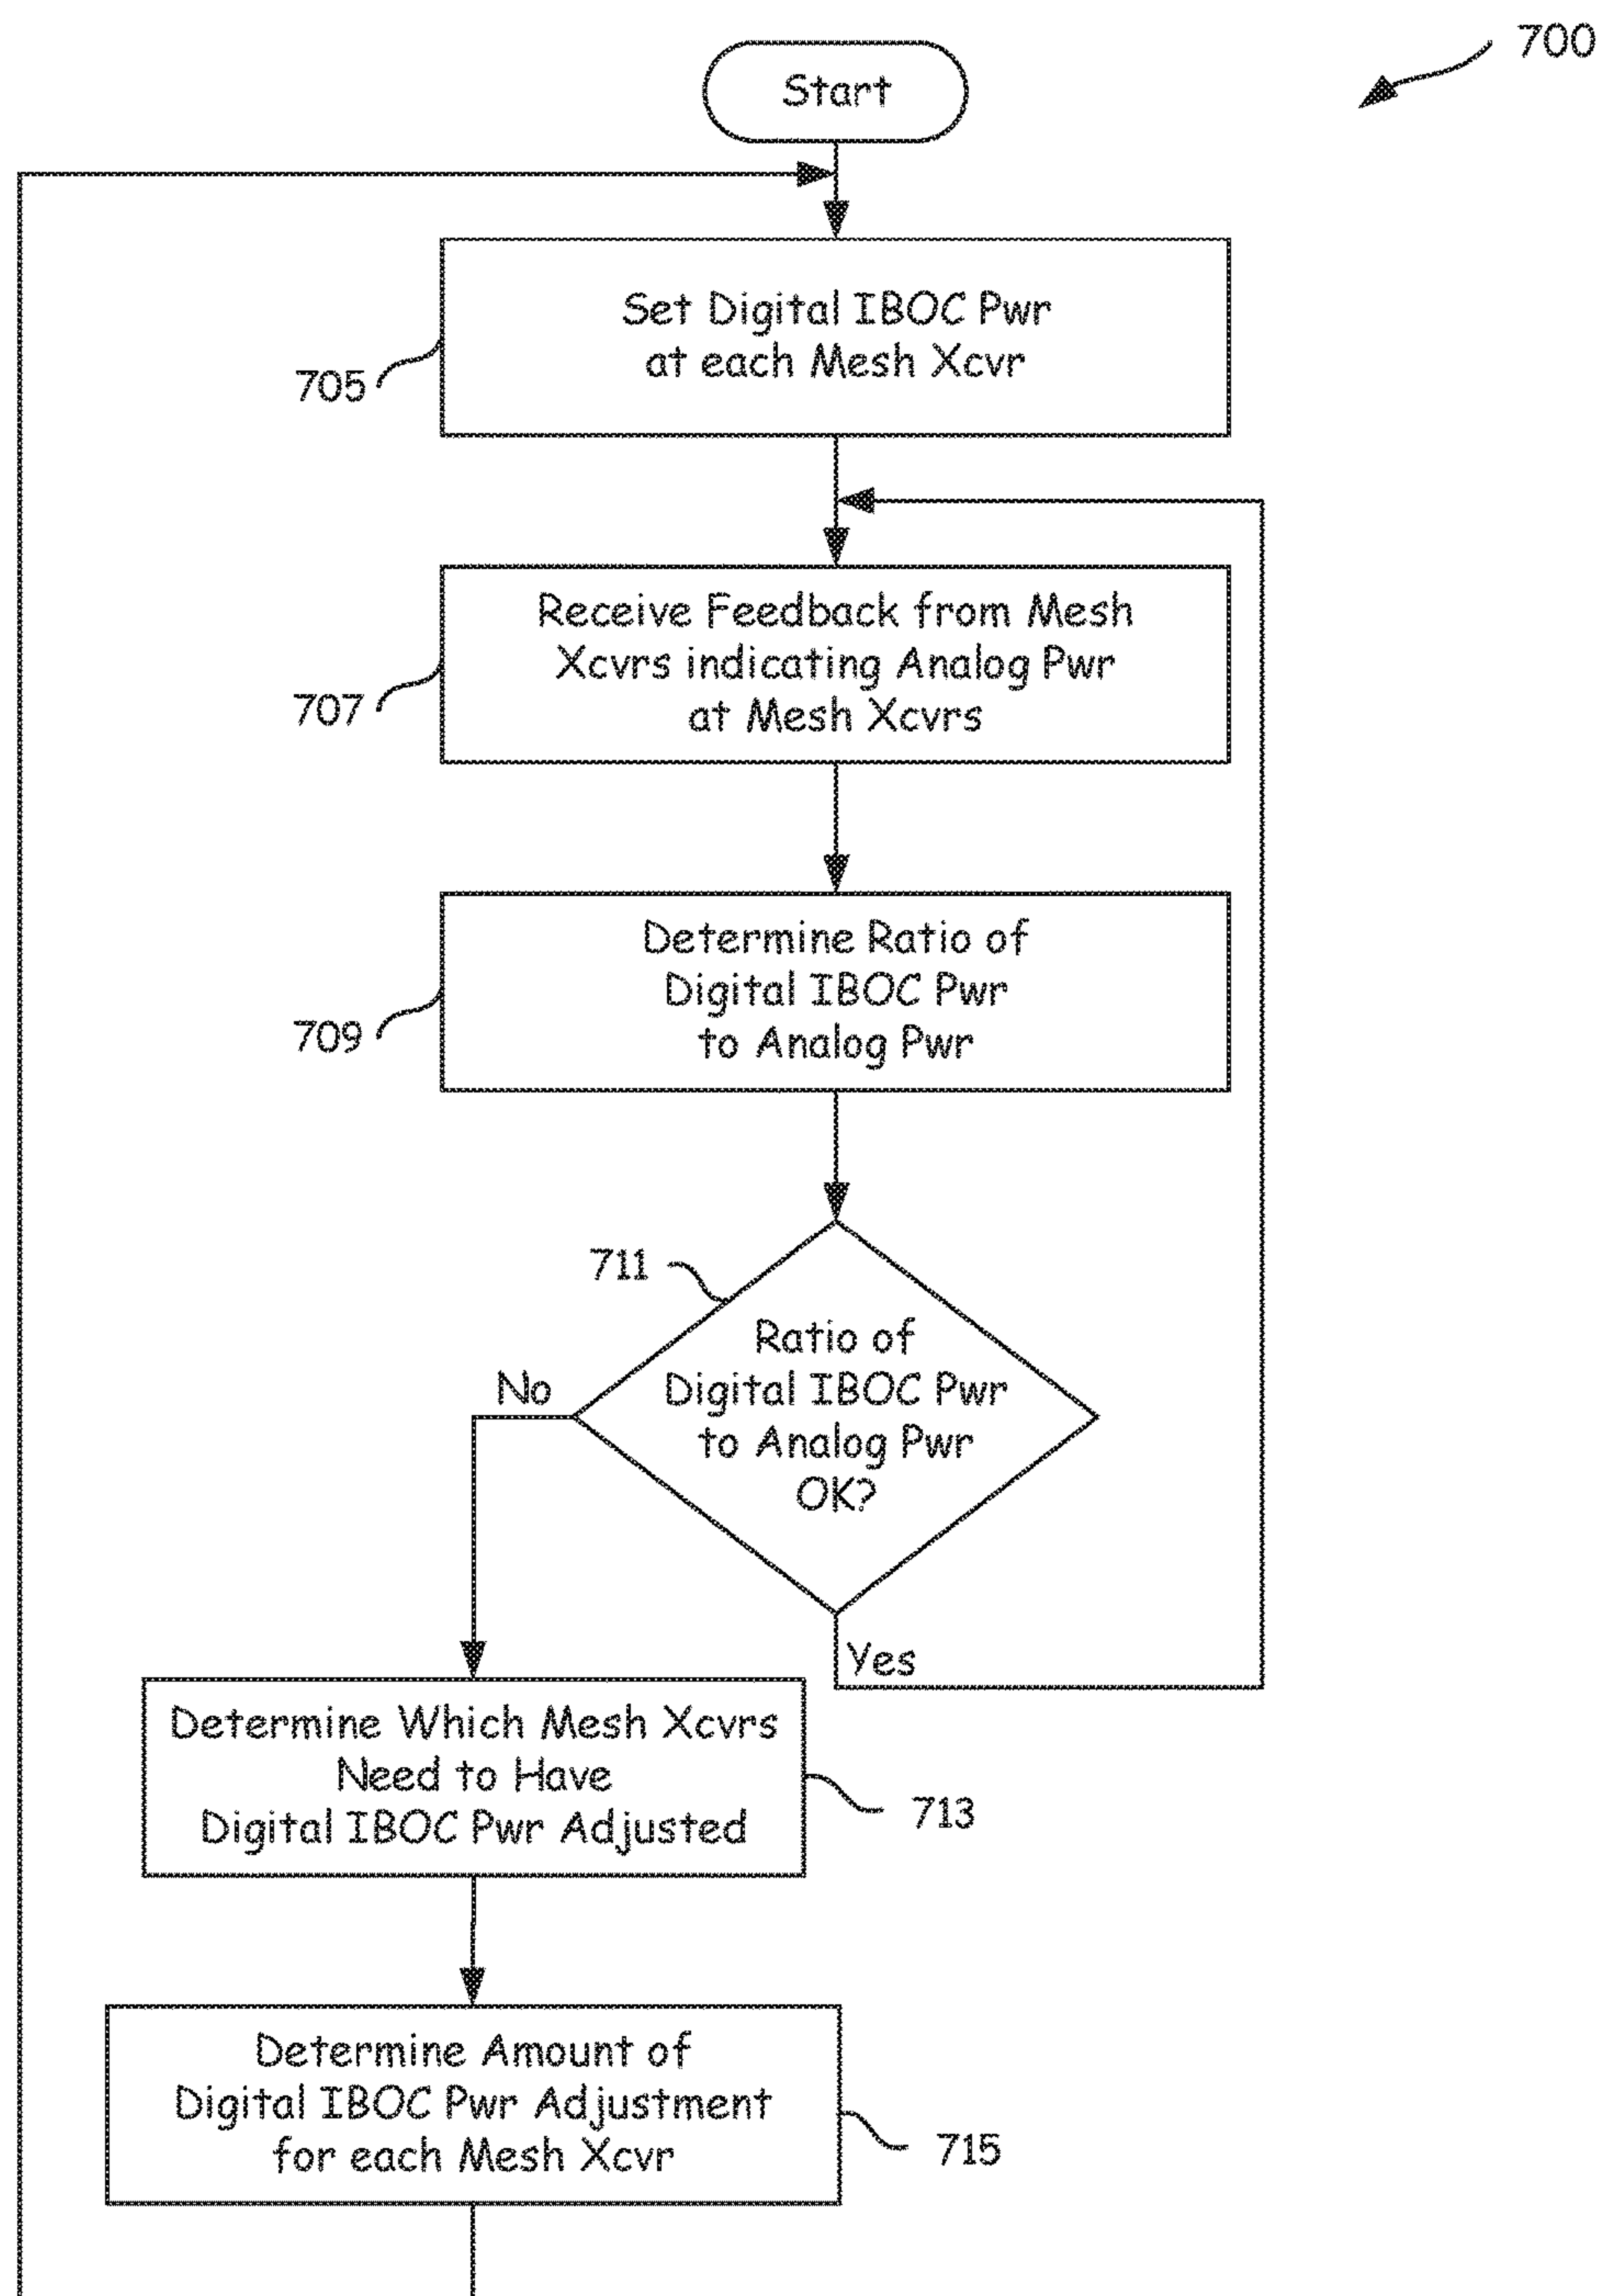 700
Start
Set Digital IBOC Pwr
at each Mesh Xcvr
705
Receive Feedback from Mesh
Xcvrs indicating Analog Pwr
at Mesh Xcvrs
707
Determine Ratio of
Digital IBOC Pwr
to Analog Pwr
709
711
Ratio of
Digital IBOC Pwr
to Analog Pwr
OK?
No
Yes
Determine Which Mesh Xcvrs
Need to Have
Digital IBOC Pwr Adjusted
713
Determine Amount of
Digital IBOC Pwr Adjustment
for each Mesh Xcvr
715